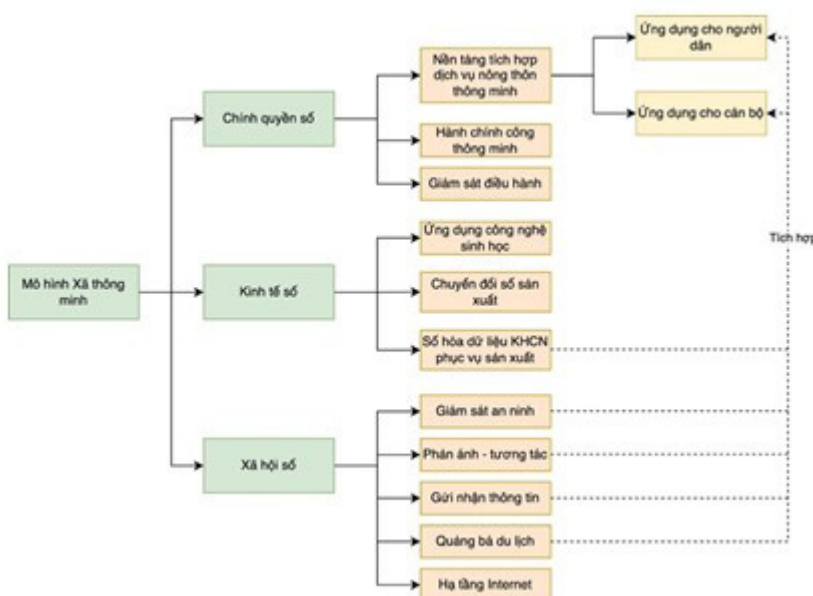 Ứng dụng cho người
dân
Nền tảng tích hợp
dịch vụ nông thôn
thông minh
Chính quyền số
Ứng dụng cho cán bộ
Hành chính công
thông minh
Giám sát điều hành
Tích hợp
Ứng dụng công nghệ
sinh học
Mô hình Xã thông
minh
Kinh tế số
Chuyển đổi số sản
xuất
Số hóa dữ liệu KHCN
phục vụ sản xuất
Giám sát an ninh
Xã hội số
Phản ánh - tương tác
Gửi nhận thông tin
Quảng bá du lịch
Hạ tầng Internet